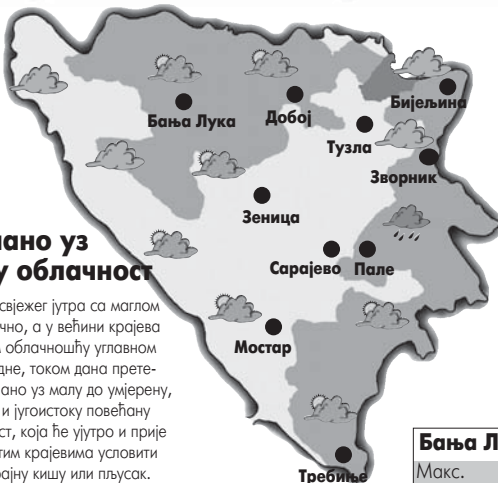 Бања Лука
Добој
Бијељина
Тузла
Зворник
Зеница
Сарајево
Пале
Мостар
Требиње
ано уз
у облачност
свјежег јутра са маглом
чно, а у већини крајева
облачношћу углавном
дне, током дана прете-
ано уз малу до умјерену,
и југоистоку повећану
ст, која ће ујутро и прије
тим крајевима условити
рајну кишу или пљусак.
Бања Л
Макс.